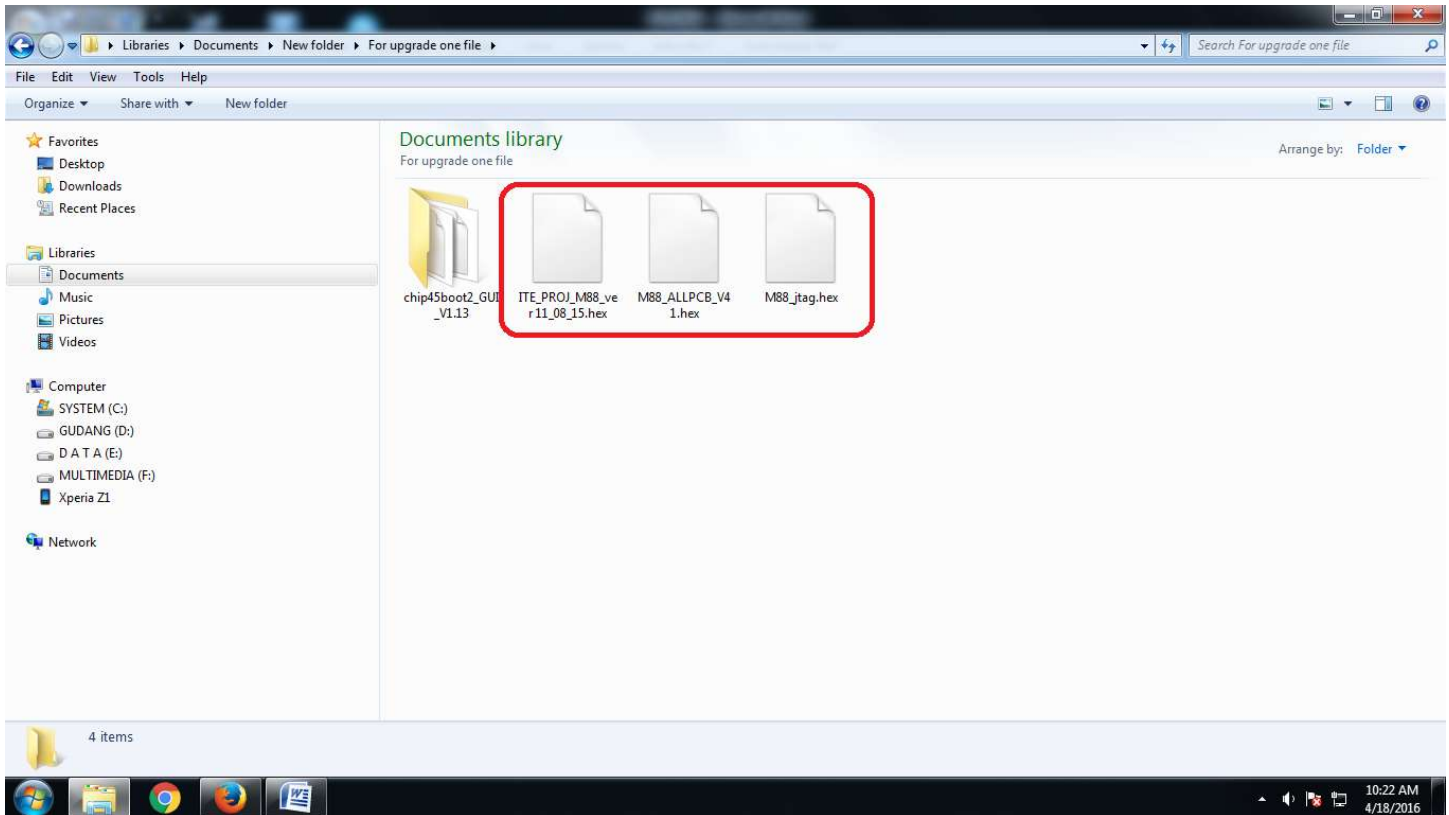 Libraries Documents New folder For upgrade one file
Search For upgrade one file
File Edit View Tools Help
Organize Share with New folder
Favorites
Desktop
Downloads
Recent Places
Libraries
Documents
Music
Pictures
Videos
Computer
SYSTEM (C:)
GUDANG (D:)
D A T A (E:)
MULTIMEDIA (F:)
Xperia Z1
Network
Documents library
For upgrade one file
Arrange by: Folder
chip45boot2_GUI
_V1.13
ITE_PROJ_M88_ve
r11_08_15.hex
M88_ALLPCB_V4
1.hex
M88_jtag.hex
4 items
10:22 AM
4/18/2016